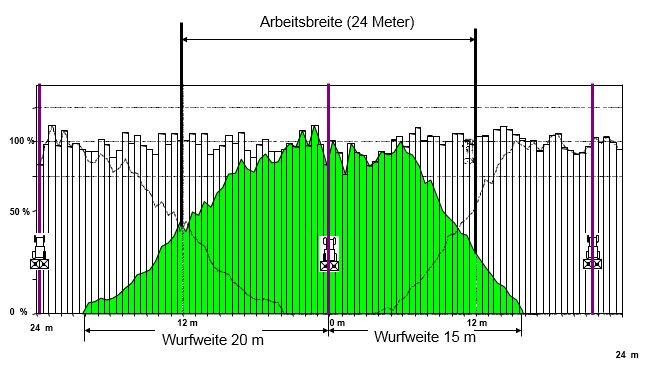 Arbeitsbreite (24 Meter)
100 %
50 %
0 %
24 m
12 m
0 m
12 m
Wurfweite 20 m
Wurfweite 15 m
24 m